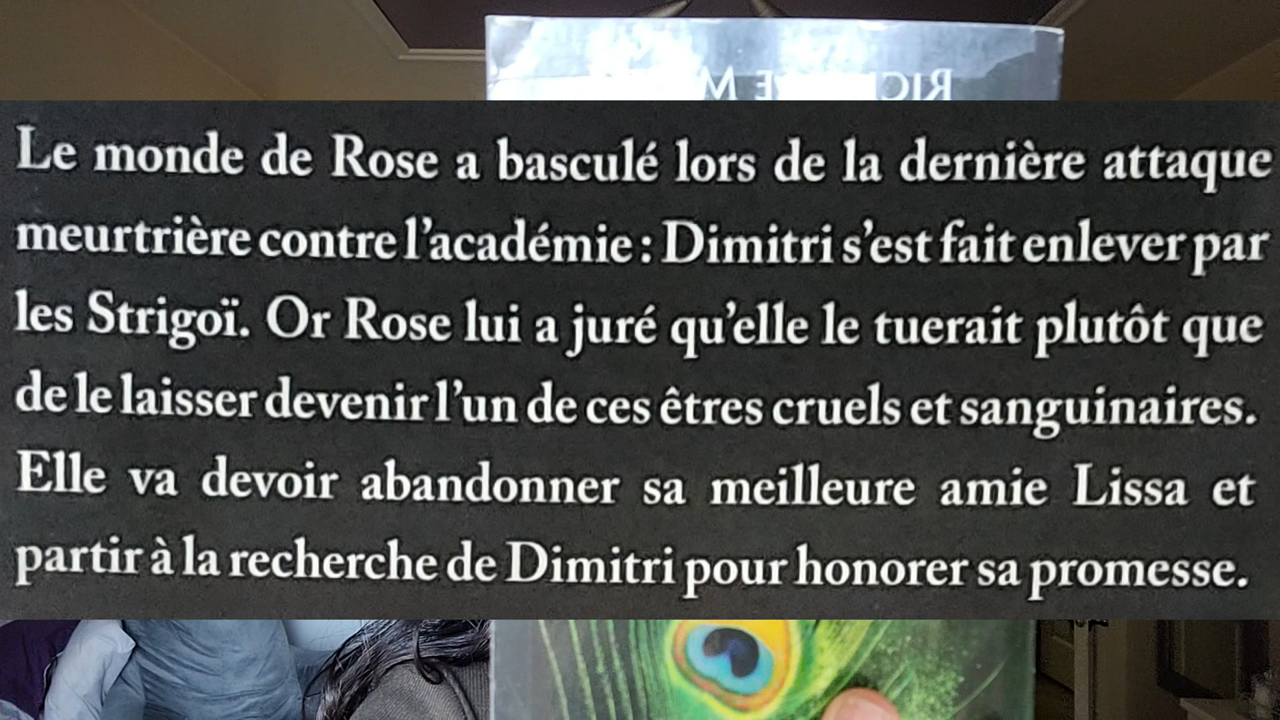 Le monde de Rose a basculé lors de la dernière attaque
meurtrière contre l'académie : Dimitri s'est fait enlever par
les Strigoï. Or Rose lui a juré qu'elle le tuerait plutôt que
de le laisser devenir l'un de ces êtres cruels et sanguinaires.
Elle va devoir abandonner sa meilleure amie Lissa et
partir à la recherche de Dimitri pour honorer sa promesse.